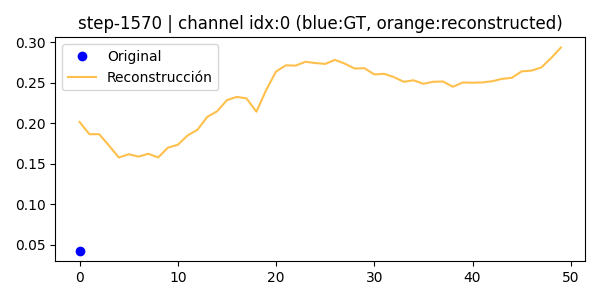 step-1570 | channel idx:0 (blue:GT, orange:reconstructed)
Original
Reconstrucción
0.30
0.25
0.20
0.15
0.10
0.05
0 10 20 30 40 50